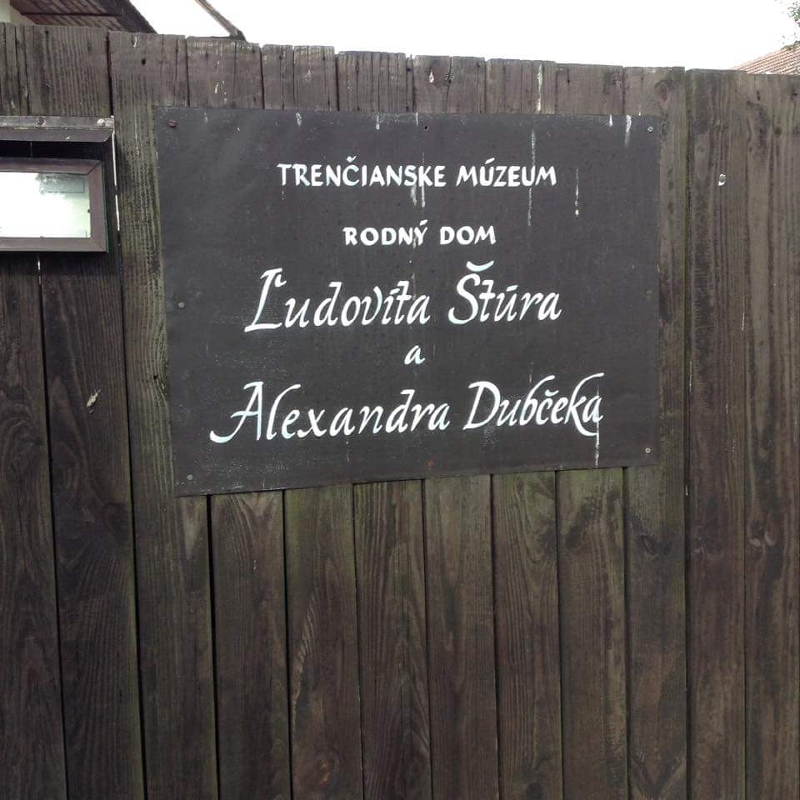 TRENČIANSKE MÚZEUM
RODNÝ DOM
Ľudovíta Štúra
a
Alexandra Dubčeka